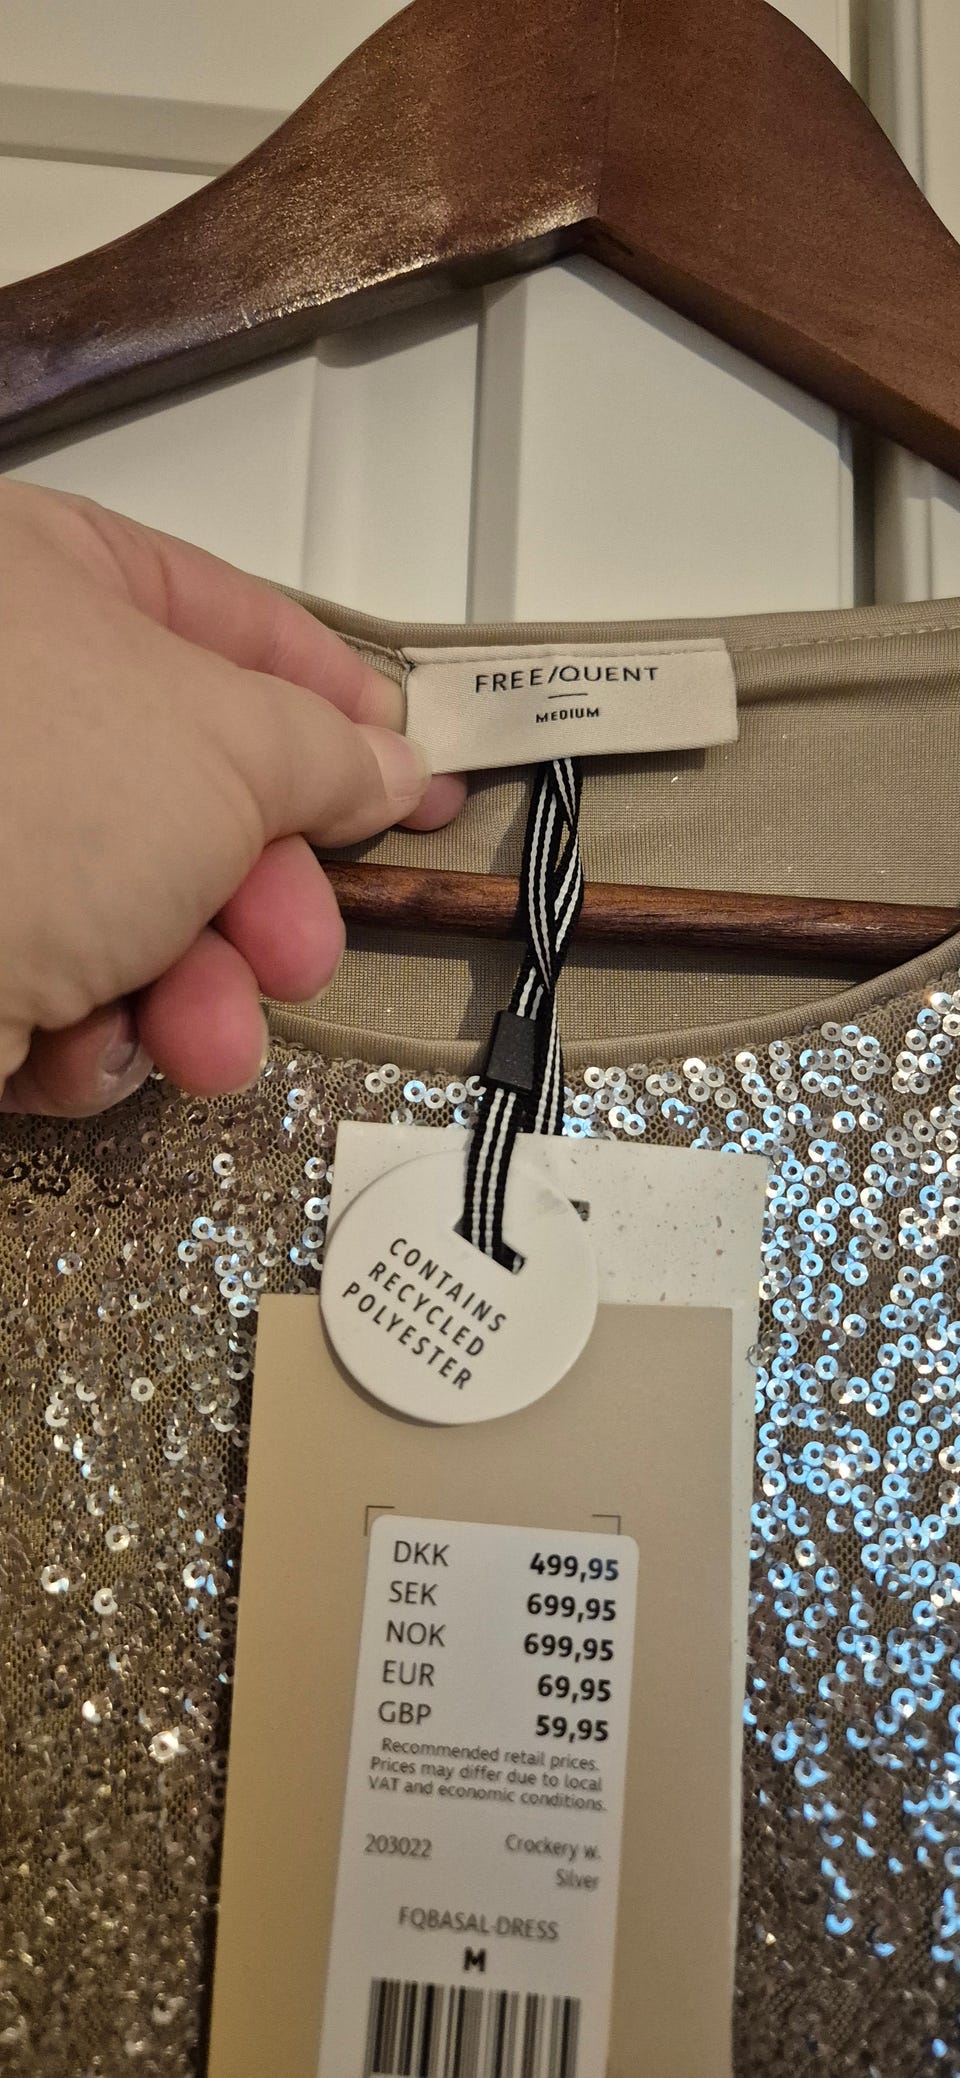 FREE/QUENT
MEDIUM
CONTAINS
RECYCLED
POLYESTER
DKK 499,95
SEK 699,95
NOK 699,95
EUR 69,95
GBP 59,95
Recommended retail prices.
Prices may differ due to local
VAT and economic conditions.
203022 Crockery w.
Silver
FQBASAL-DRESS
M